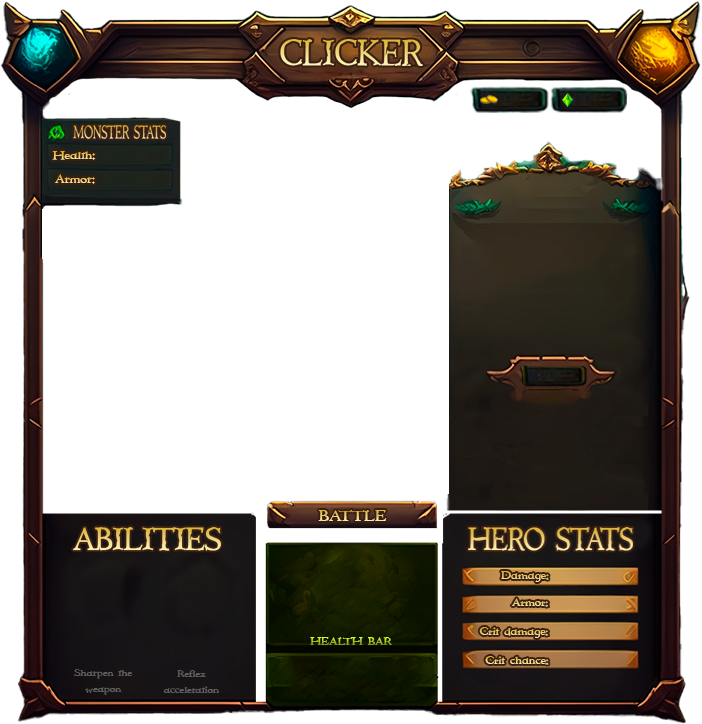 CLICKER
MONSTER STATS
Health:
Armor:
BATTLE
ABILITIES
Sharpen the
weapon
Reflex
acceleration
HEALTH BAR
HERO STATS
Damage:
Armor:
Crit damage:
Crit chance: